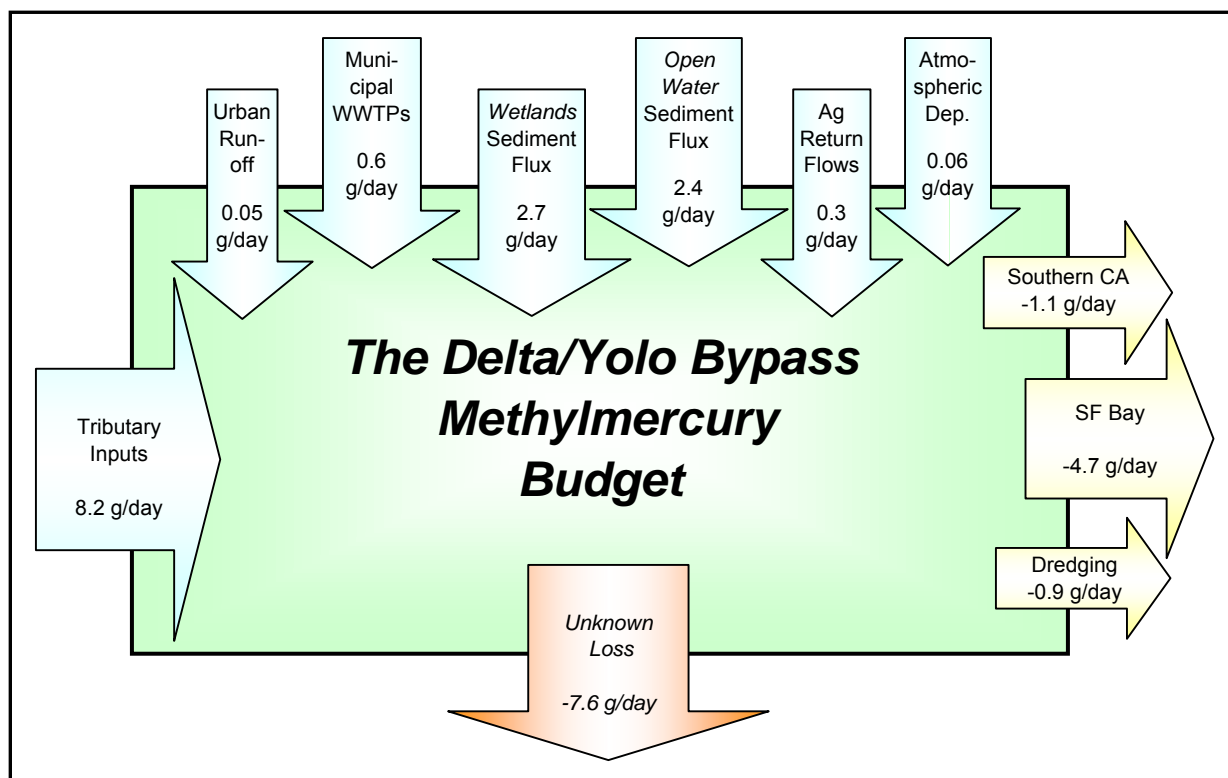 Urban
Run-
off
0.05
g/day
Muni-
cipal
WWTPs
0.6
g/day
Wetlands
Sediment
Flux
2.7
g/day
Open
Water
Sediment
Flux
2.4
g/day
Ag
Return
Flows
0.3
g/day
Atmo-
spheric
Dep.
0.06
g/day
Southern CA
-1.1 g/day
The Delta/Yolo Bypass
Methylmercury
Budget
Tributary
Inputs
8.2 g/day
SF Bay
-4.7 g/day
Dredging
-0.9 g/day
Unknown
Loss
-7.6 g/day